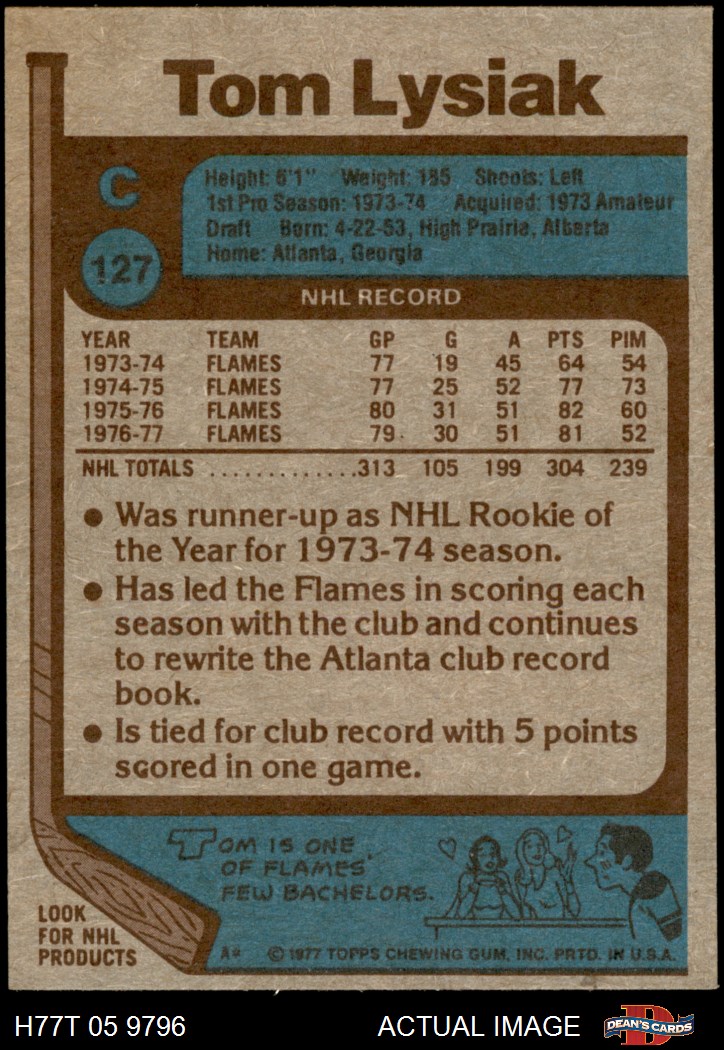 Tom Lysiak
C
127
Height: 6'1" Weight: 185 Shoots: Left
1st Pro Season: 1973-74 Acquired: 1973 Amateur
Draft Born: 4-22-53, High Prairie, Alberta
Home: Atlanta, Georgia
NHL RECORD
YEAR TEAM GP G A PTS PIM
1973-74 FLAMES 77 19 45 64 54
1974-75 FLAMES 77 25 52 77 73
1975-76 FLAMES 80 31 51 82 60
1976-77 FLAMES 79 30 51 81 52
NHL TOTALS .............313 105 199 304 239
● Was runner-up as NHL Rookie of
the Year for 1973-74 season.
● Has led the Flames in scoring each
season with the club and continues
to rewrite the Atlanta club record
book.
● Is tied for club record with 5 points
scored in one game.
TOM IS ONE
OF FLAMES'
FEW BACHELORS.
LOOK
FOR NHL
PRODUCTS
A* © 1977 TOPPS CHEWING GUM, INC. PRTD. IN U.S.A.
H77T 05 9796 ACTUAL IMAGE
D
DEAN'S CARDS